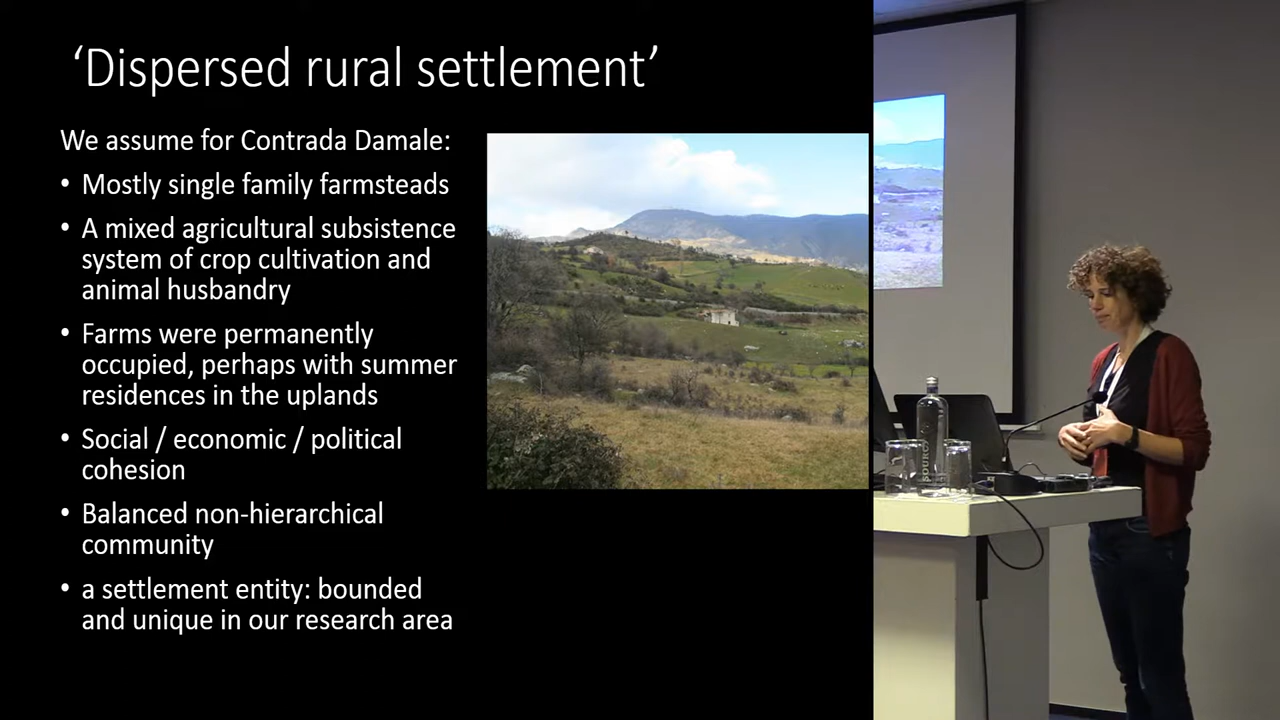 ‘Dispersed rural settlement’
We assume for Contrada Damale:
• Mostly single family farmsteads
• A mixed agricultural subsistence
system of crop cultivation and
animal husbandry
• Farms were permanently
occupied, perhaps with summer
residences in the uplands
• Social / economic / political
cohesion
• Balanced non-hierarchical
community
• a settlement entity: bounded
and unique in our research area
SOURCE